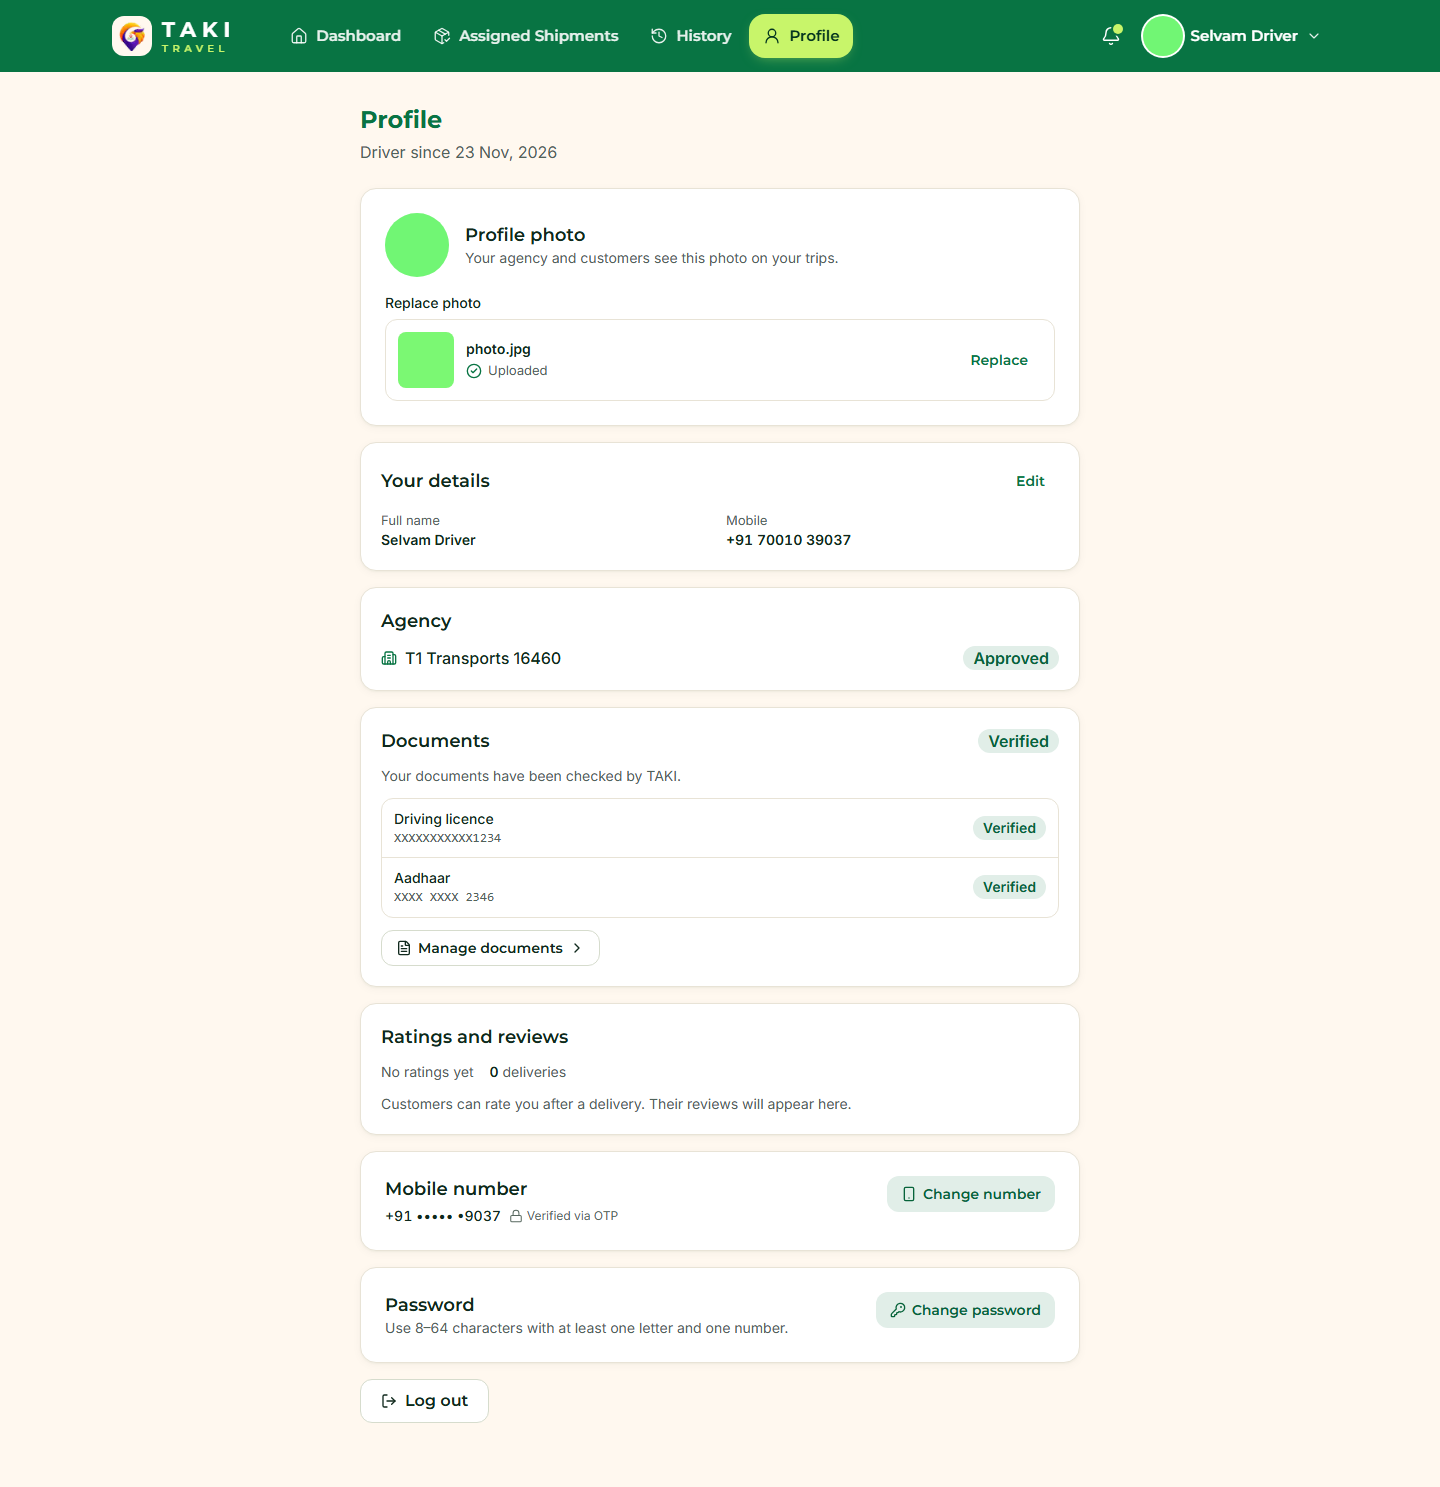 TAKI
TRAVEL
Dashboard
Assigned Shipments
History
Profile
Selvam Driver
Profile
Driver since 23 Nov, 2026
Profile photo
Your agency and customers see this photo on your trips.
Replace photo
photo.jpg
Uploaded
Replace
Your details
Edit
Full name
Mobile
Selvam Driver
+91 70010 39037
Agency
T1 Transports 16460
Approved
Documents
Verified
Your documents have been checked by TAKI.
Driving licence
XXXXXXXXXXX1234
Verified
Aadhaar
XXXX XXXX 2346
Verified
Manage documents
Ratings and reviews
No ratings yet 0 deliveries
Customers can rate you after a delivery. Their reviews will appear here.
Mobile number
+91 ••••• •9037 Verified via OTP
Change number
Password
Use 8–64 characters with at least one letter and one number.
Change password
Log out